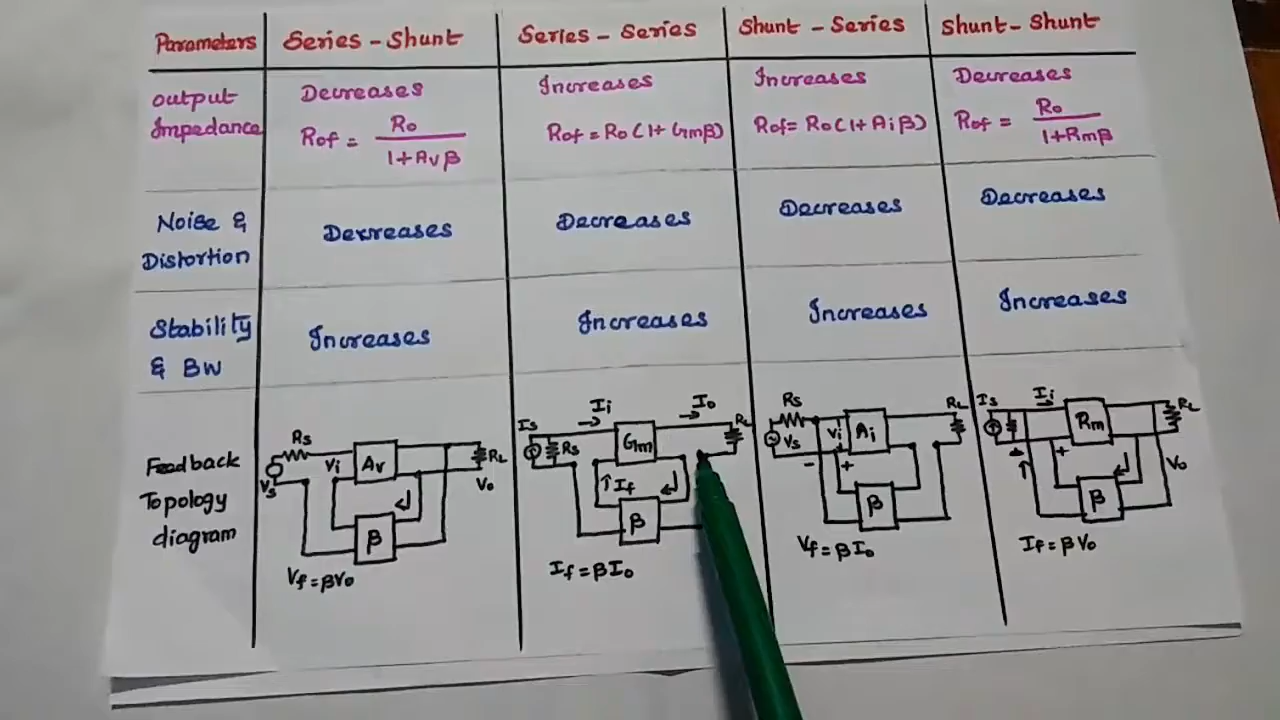 Parameters Series - Shunt Series - Series Shunt - Series Shunt - Shunt
output Impedance
Decreases
Rof = Ro / 1+AVβ
Increases
Rof = Ro(1+Gmβ)
Increases
Rof = Ro(1+Aiβ)
Decreases
Rof = Ro / 1+Rmβ
Noise &
Distortion
Decreases
Decreases
Decreases
Decreases
Stability
& BW
Increases
Increases
Increases
Increases
Feedback
Topology
diagram
Rs
Vs
Vi
Av
RL
Vo
β
Vf = βVo
Is
Ii
Io
Rs
Gm
RL
If
β
If = βIo
Rs
Vs
Vi
Ai
RL
- +
β
Vf = βIo
Is
Ii
Rm
RL
+
β
Vo
If = βVo